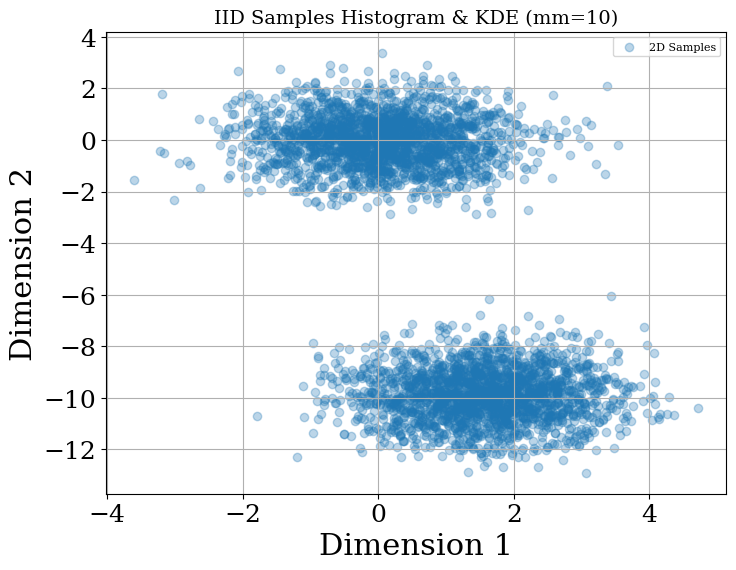 IID Samples Histogram & KDE (mm=10)
2D Samples
4
2
0
−2
−4
−6
−8
−10
−12
Dimension 2
−4 −2 0 2 4
Dimension 1